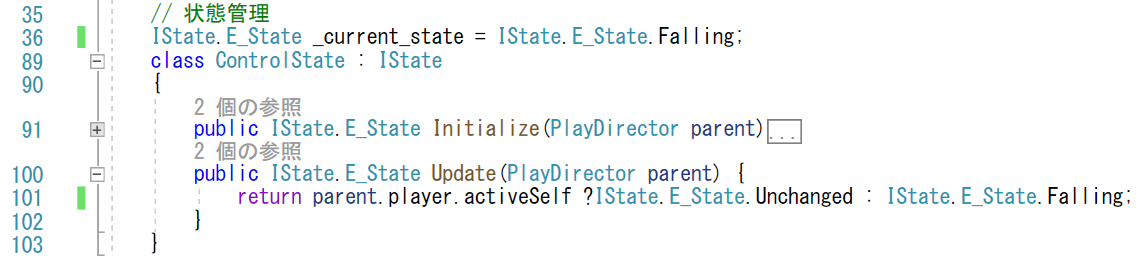 35 // 状態管理
36 IState.E_State _current_state = IState.E_State.Falling;
89 class ControlState : IState
90 {
2 個の参照
91 public IState.E_State Initialize(PlayDirector parent)...
2 個の参照
100 public IState.E_State Update(PlayDirector parent) {
101 return parent.player.activeSelf ?IState.E_State.Unchanged : IState.E_State.Falling;
102 }
103 }